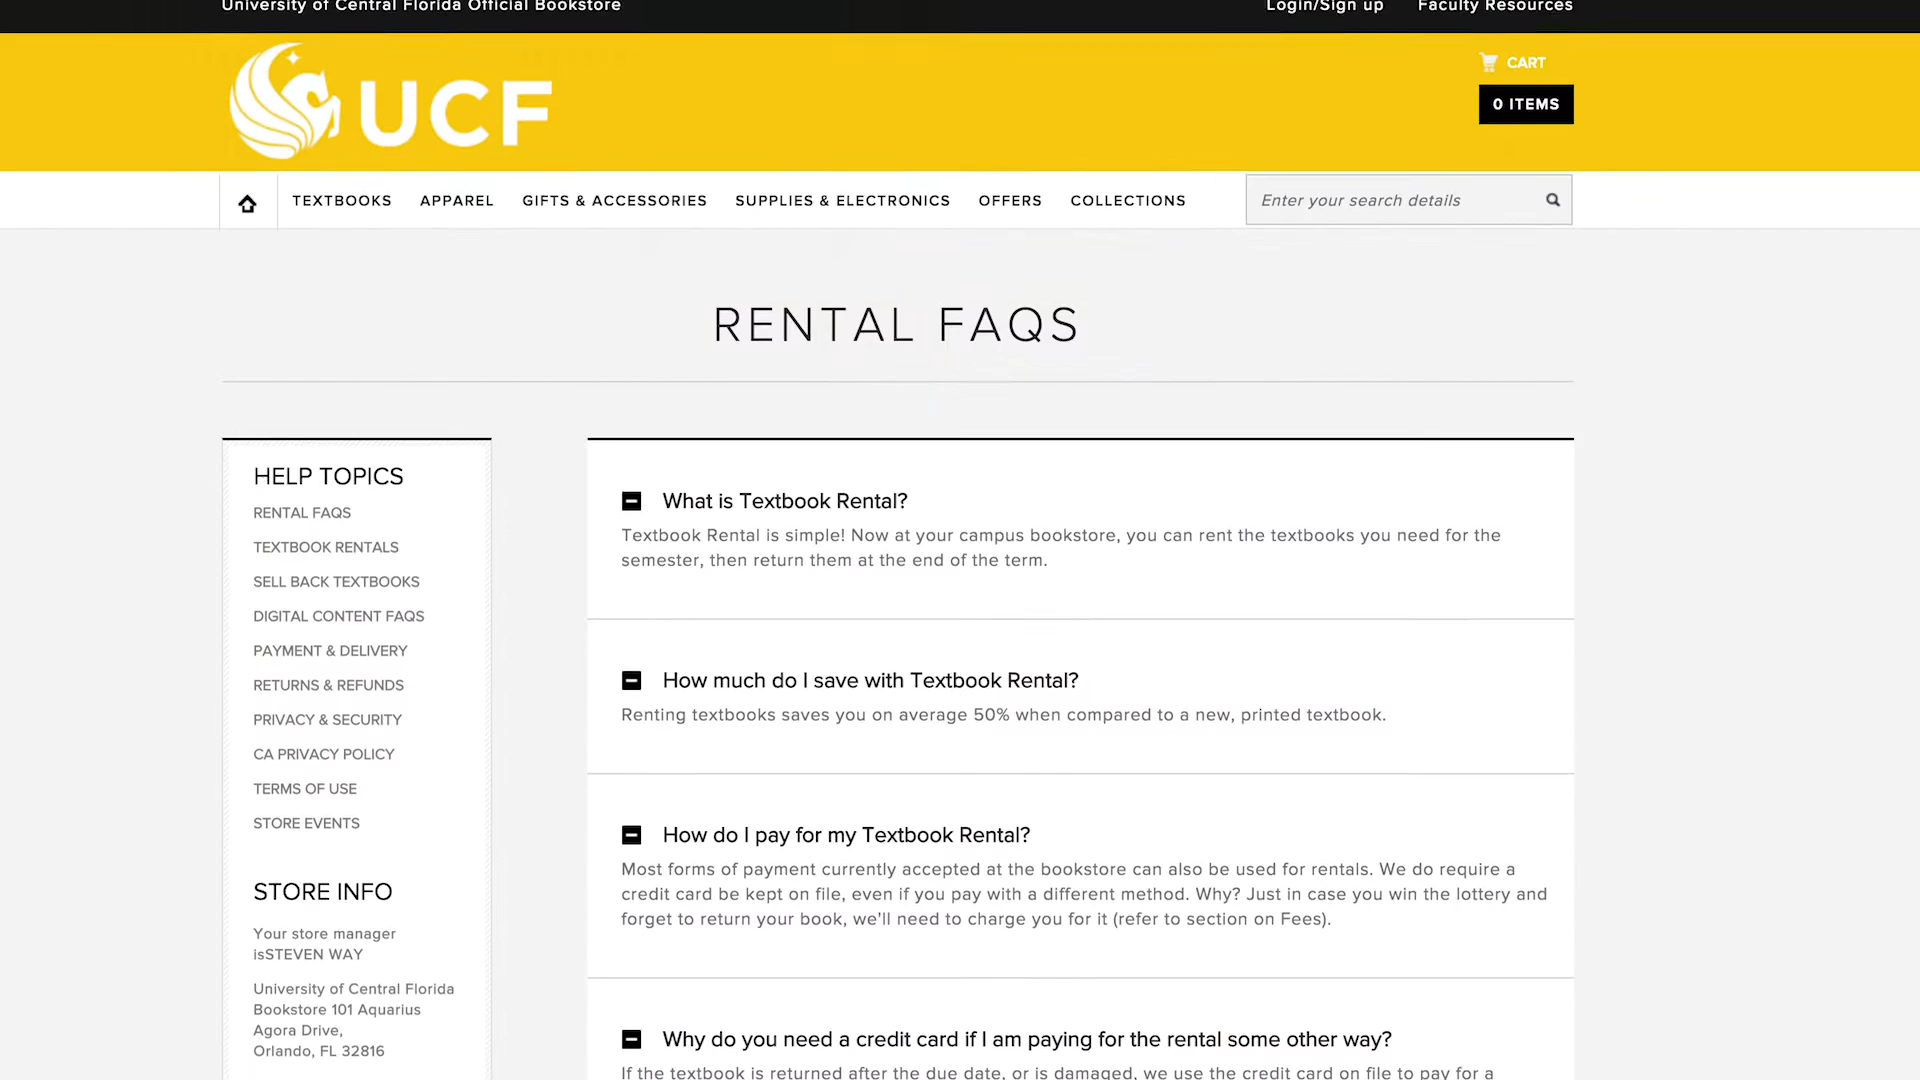 University of Central Florida Official Bookstore
Login/Sign up Faculty Resources
UCF
CART
0 ITEMS
TEXTBOOKS APPAREL GIFTS & ACCESSORIES SUPPLIES & ELECTRONICS OFFERS COLLECTIONS
Enter your search details
RENTAL FAQS
HELP TOPICS
RENTAL FAQS
TEXTBOOK RENTALS
SELL BACK TEXTBOOKS
DIGITAL CONTENT FAQS
PAYMENT & DELIVERY
RETURNS & REFUNDS
PRIVACY & SECURITY
CA PRIVACY POLICY
TERMS OF USE
STORE EVENTS
STORE INFO
Your store manager
isSTEVEN WAY
University of Central Florida
Bookstore 101 Aquarius
Agora Drive,
Orlando, FL 32816
What is Textbook Rental?
Textbook Rental is simple! Now at your campus bookstore, you can rent the textbooks you need for the
semester, then return them at the end of the term.
How much do I save with Textbook Rental?
Renting textbooks saves you on average 50% when compared to a new, printed textbook.
How do I pay for my Textbook Rental?
Most forms of payment currently accepted at the bookstore can also be used for rentals. We do require a
credit card be kept on file, even if you pay with a different method. Why? Just in case you win the lottery and
forget to return your book, we'll need to charge you for it (refer to section on Fees).
Why do you need a credit card if I am paying for the rental some other way?
If the textbook is returned after the due date, or is damaged, we use the credit card on file to pay for a